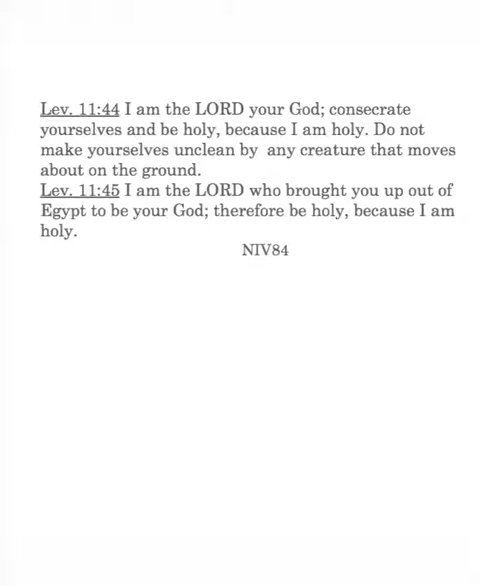 Lev. 11:44 I am the LORD your God; consecrate
yourselves and be holy, because I am holy. Do not
make yourselves unclean by  any creature that moves
about on the ground.
Lev. 11:45 I am the LORD who brought you up out of
Egypt to be your God; therefore be holy, because I am
holy.
NIV84